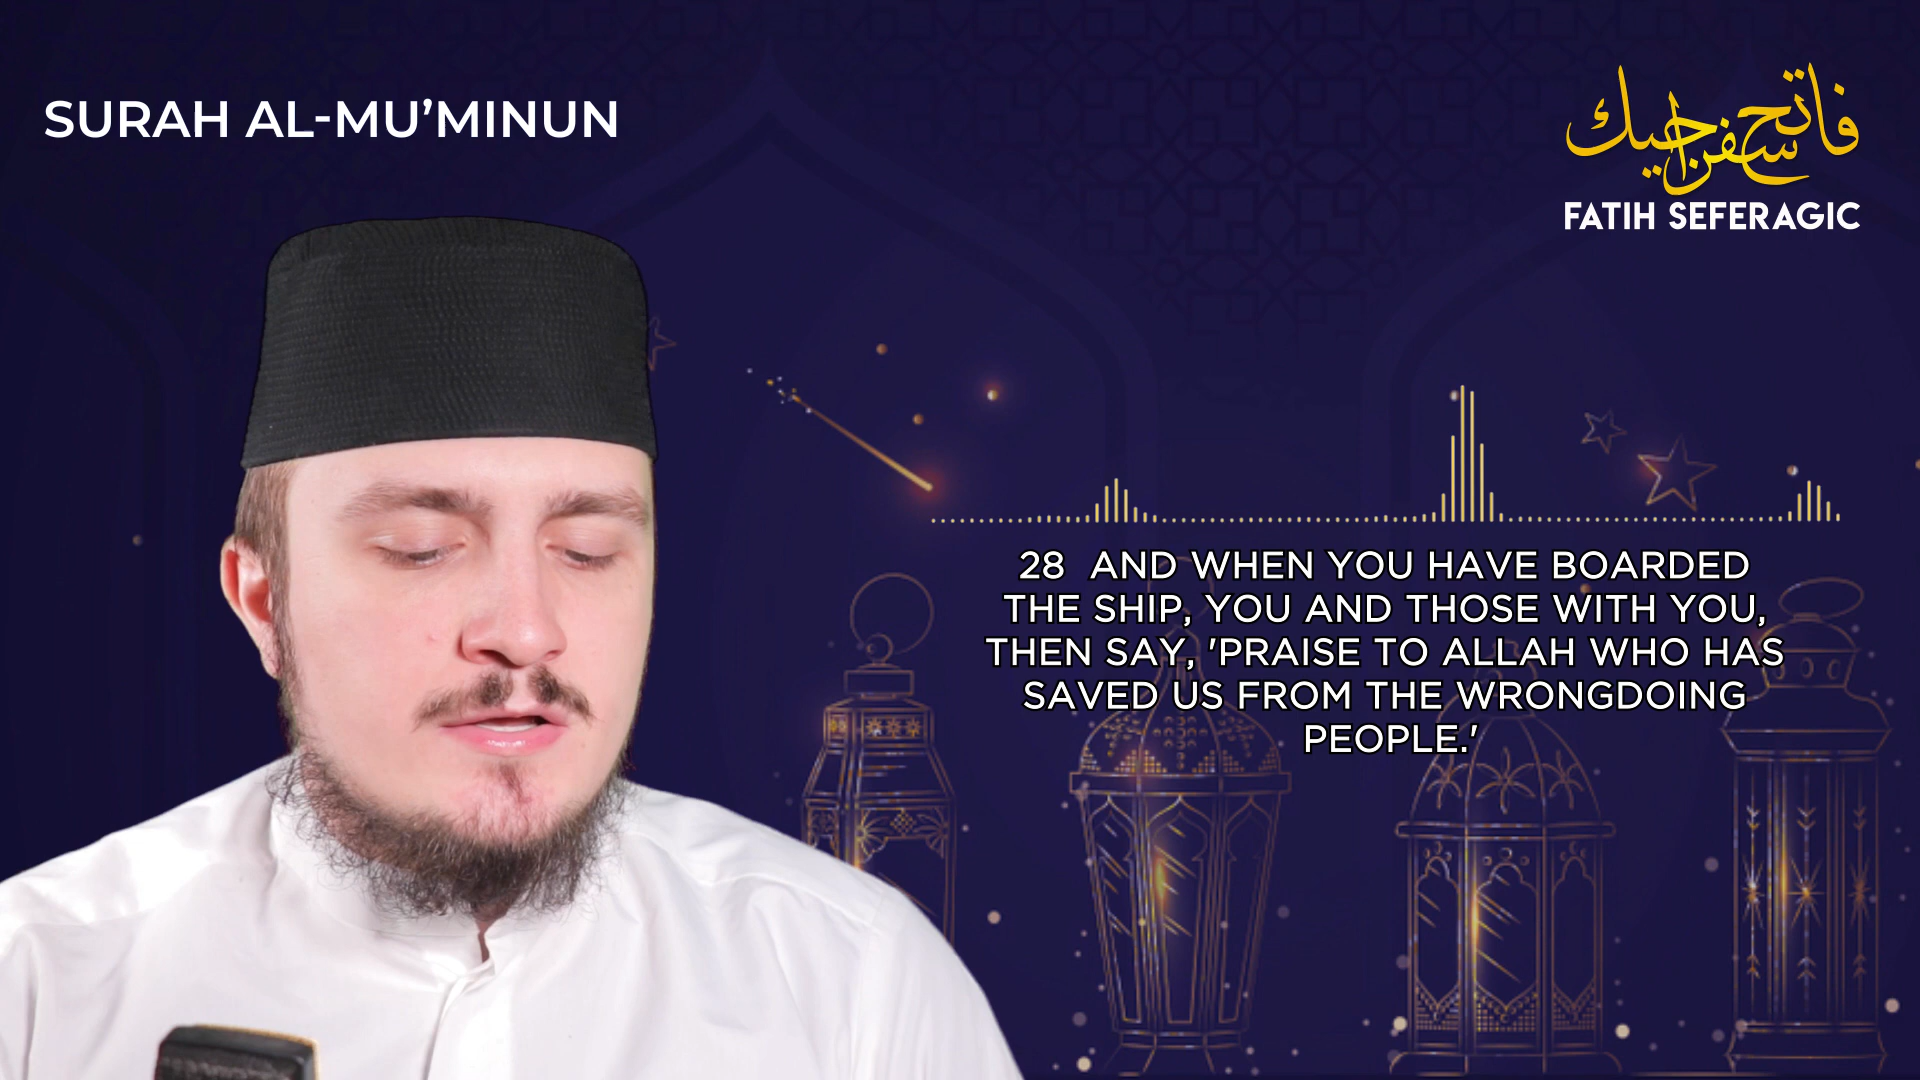 SURAH AL-MU’MINUN
فاتح سفراجيك
FATIH SEFERAGIC
28 AND WHEN YOU HAVE BOARDED
THE SHIP, YOU AND THOSE WITH YOU,
THEN SAY, 'PRAISE TO ALLAH WHO HAS
SAVED US FROM THE WRONGDOING
PEOPLE.'